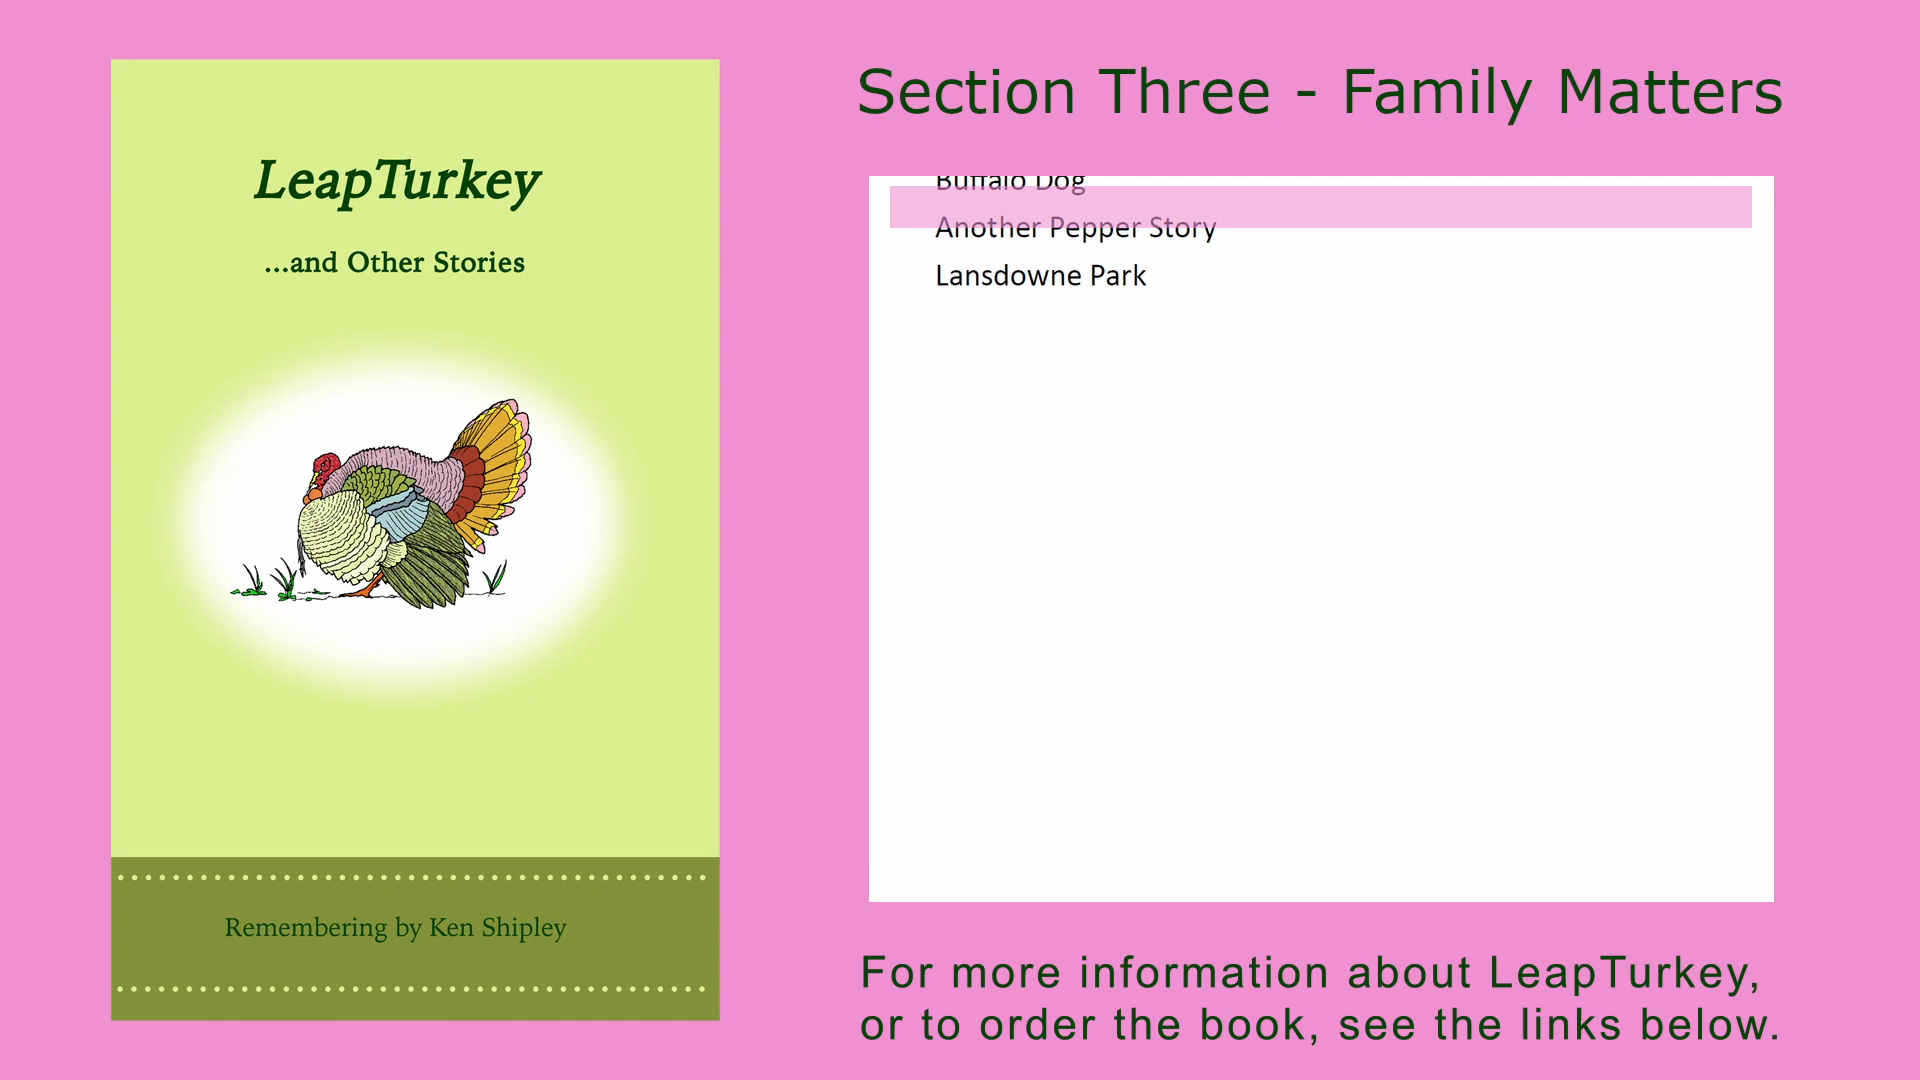 LeapTurkey
...and Other Stories
Remembering by Ken Shipley
Section Three - Family Matters
Buffalo Dog
Another Pepper Story
Lansdowne Park
For more information about LeapTurkey,
or to order the book, see the links below.